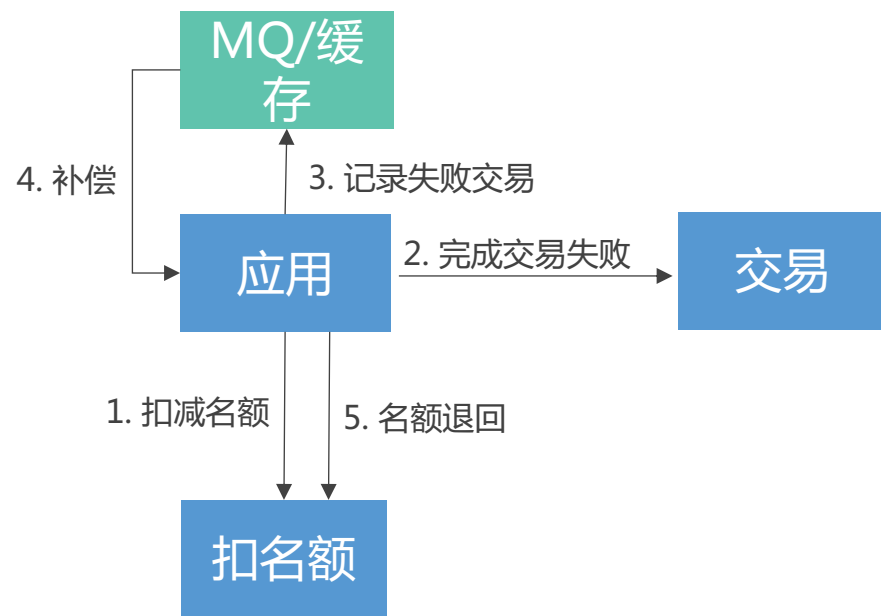 MQ/缓
存
4. 补偿
3. 记录失败交易
应用
2. 完成交易失败
交易
1. 扣减名额
5. 名额退回
扣名额